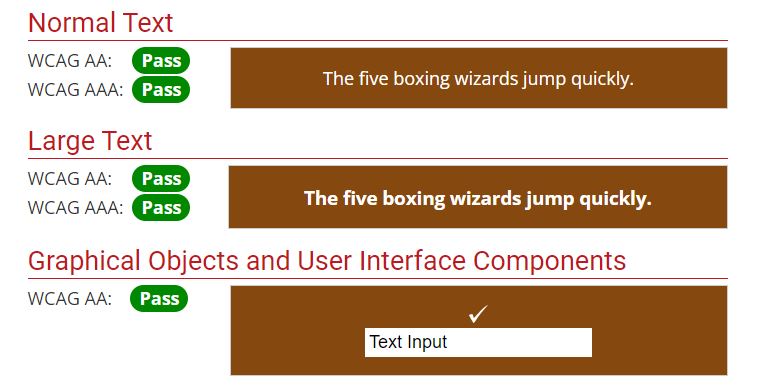 Normal Text
WCAG AA: Pass
WCAG AAA: Pass
The five boxing wizards jump quickly.
Large Text
WCAG AA: Pass
WCAG AAA: Pass
The five boxing wizards jump quickly.
Graphical Objects and User Interface Components
WCAG AA: Pass
✓
Text Input